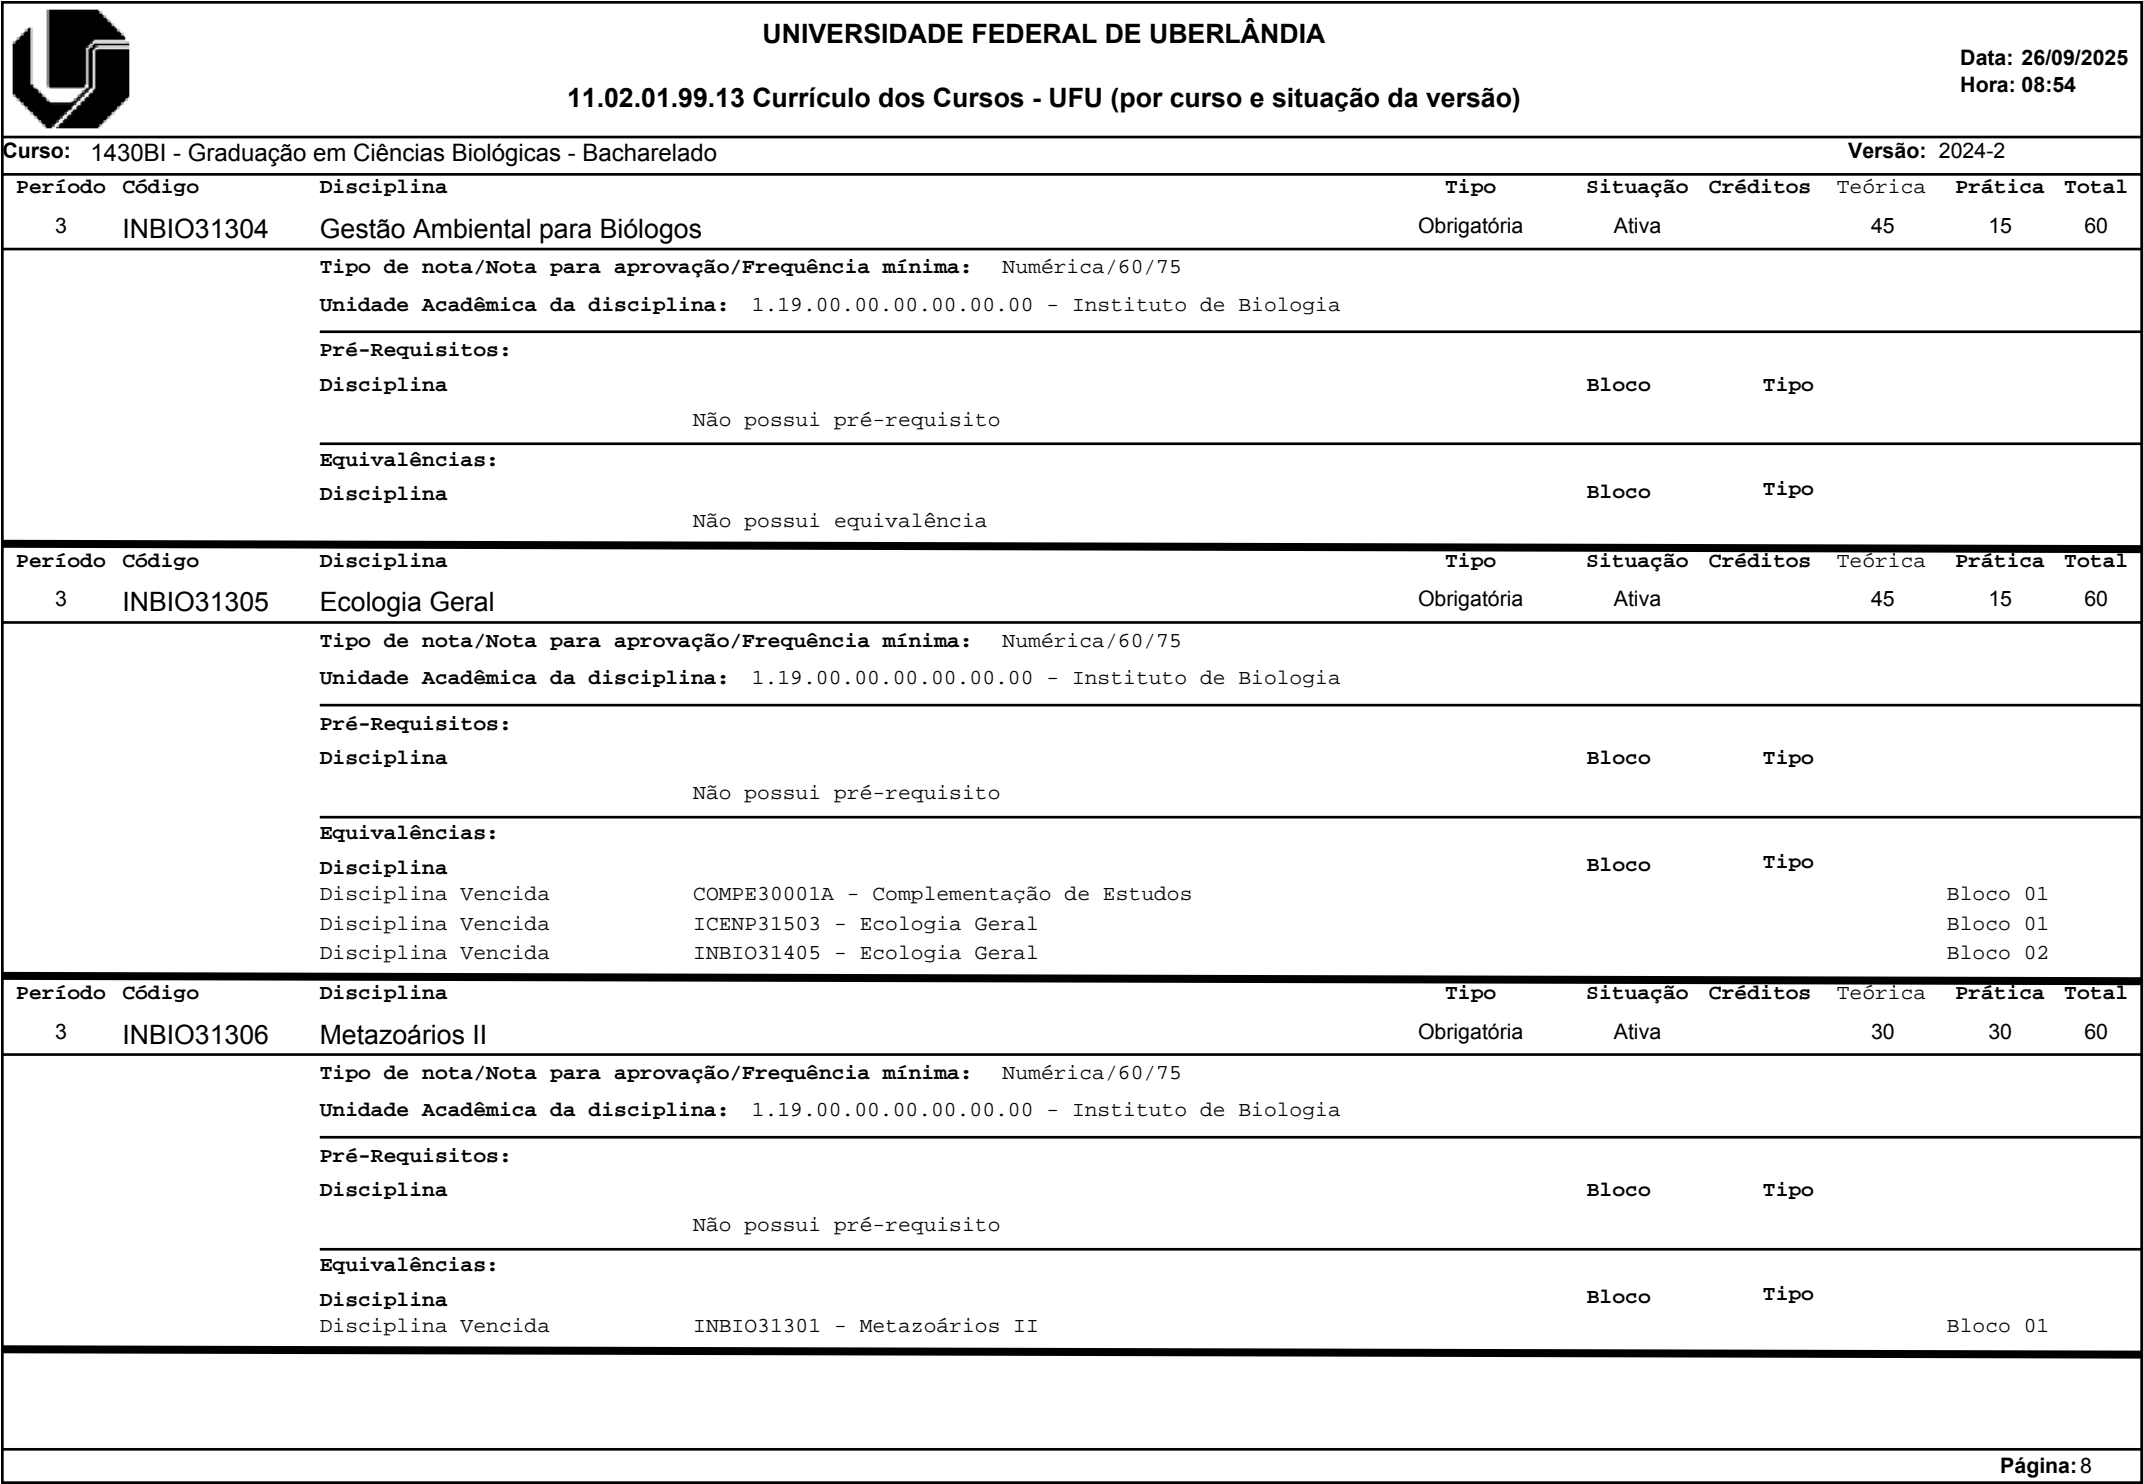 UNIVERSIDADE FEDERAL DE UBERLÂNDIA
Data: 26/09/2025
Hora: 08:54
11.02.01.99.13 Currículo dos Cursos - UFU (por curso e situação da versão)
Curso: 1430BI - Graduação em Ciências Biológicas - Bacharelado Versão: 2024-2
Período Código Disciplina Tipo Situação Créditos Teórica Prática Total
3 INBIO31304 Gestão Ambiental para Biólogos Obrigatória Ativa 45 15 60
Tipo de nota/Nota para aprovação/Frequência mínima: Numérica/60/75
Unidade Acadêmica da disciplina: 1.19.00.00.00.00.00.00 - Instituto de Biologia
Pré-Requisitos:
Disciplina Bloco Tipo
Não possui pré-requisito
Equivalências:
Disciplina Bloco Tipo
Não possui equivalência
Período Código Disciplina Tipo Situação Créditos Teórica Prática Total
3 INBIO31305 Ecologia Geral Obrigatória Ativa 45 15 60
Tipo de nota/Nota para aprovação/Frequência mínima: Numérica/60/75
Unidade Acadêmica da disciplina: 1.19.00.00.00.00.00.00 - Instituto de Biologia
Pré-Requisitos:
Disciplina Bloco Tipo
Não possui pré-requisito
Equivalências:
Disciplina Bloco Tipo
Disciplina Vencida COMPE30001A - Complementação de Estudos Bloco 01
Disciplina Vencida ICENP31503 - Ecologia Geral Bloco 01
Disciplina Vencida INBIO31405 - Ecologia Geral Bloco 02
Período Código Disciplina Tipo Situação Créditos Teórica Prática Total
3 INBIO31306 Metazoários II Obrigatória Ativa 30 30 60
Tipo de nota/Nota para aprovação/Frequência mínima: Numérica/60/75
Unidade Acadêmica da disciplina: 1.19.00.00.00.00.00.00 - Instituto de Biologia
Pré-Requisitos:
Disciplina Bloco Tipo
Não possui pré-requisito
Equivalências:
Disciplina Bloco Tipo
Disciplina Vencida INBIO31301 - Metazoários II Bloco 01
Página: 8